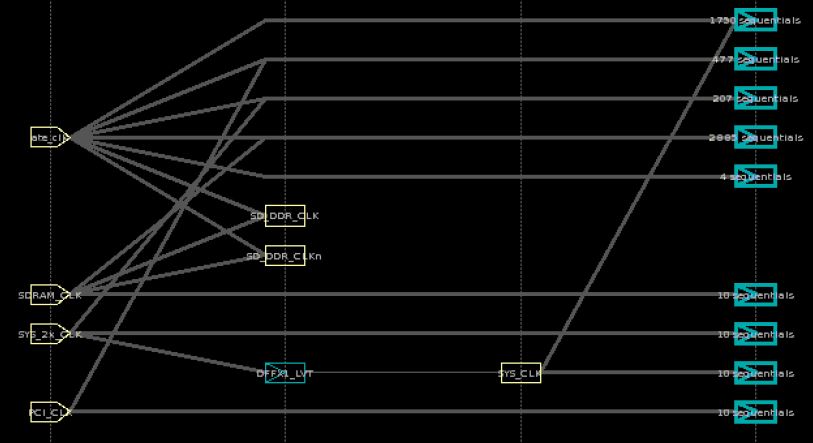 1730 sequentials
477 sequentials
207 sequentials
ate_clk
2805 sequentials
4 sequentials
SD_DDR_CLK
SD_DDR_CLKn
SDRAM_CLK
10 sequentials
SYS_2x_CLK
10 sequentials
DFFX1_LVT
SYS_CLK
10 sequentials
PCI_CLK
10 sequentials